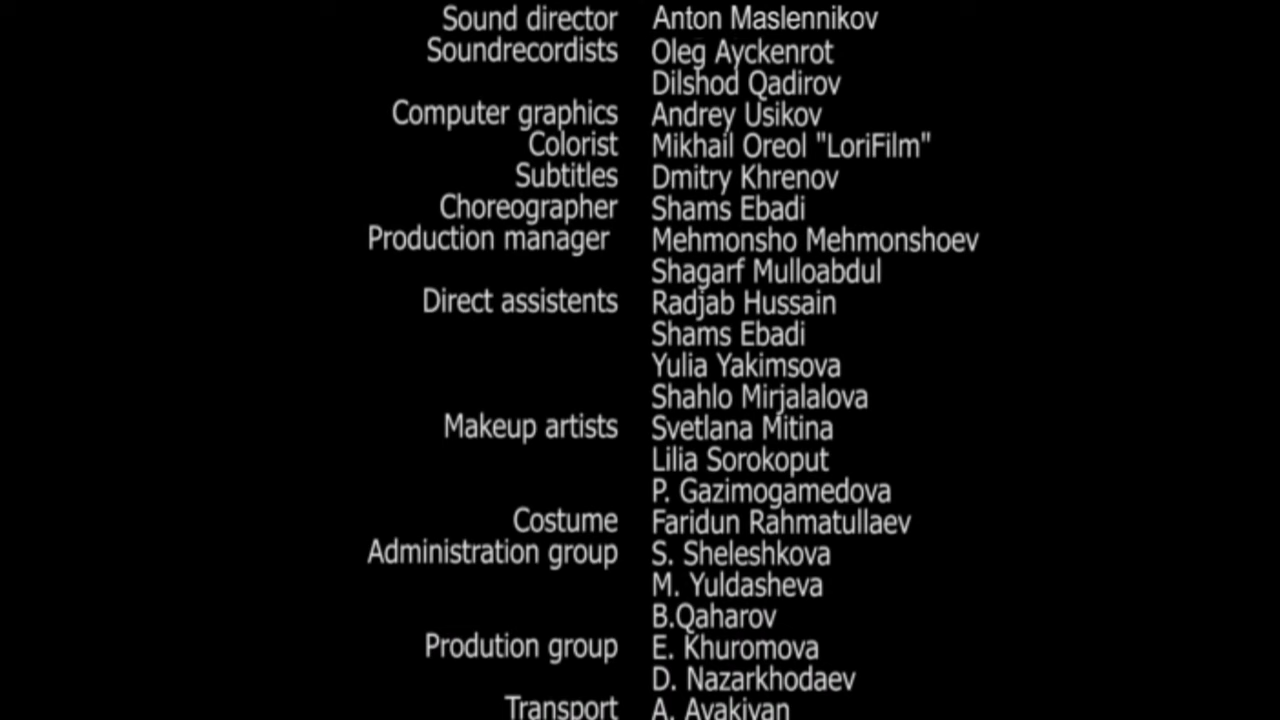 Sound director Anton Maslennikov
Soundrecordists Oleg Ayckenrot
Dilshod Qadirov
Computer graphics Andrey Usikov
Colorist Mikhail Oreol "LoriFilm"
Subtitles Dmitry Khrenov
Choreographer Shams Ebadi
Production manager Mehmonsho Mehmonshoev
Shagarf Mulloabdul
Direct assistents Radjab Hussain
Shams Ebadi
Yulia Yakimsova
Shahlo Mirjalalova
Makeup artists Svetlana Mitina
Lilia Sorokoput
P. Gazimogamedova
Costume Faridun Rahmatullaev
Administration group S. Sheleshkova
M. Yuldasheva
B.Qaharov
Prodution group E. Khuromova
D. Nazarkhodaev
Transport A. Avakiyan